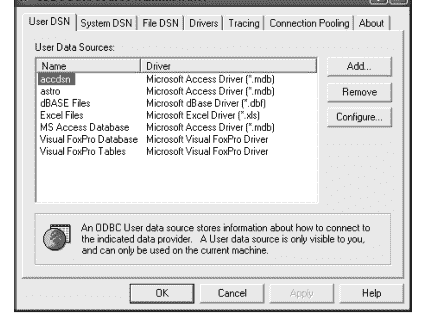 User DSN System DSN File DSN Drivers Tracing Connection Pooling About
User Data Sources:
Name Driver
accdsn Microsoft Access Driver (*.mdb)
astro Microsoft Access Driver (*.mdb)
dBASE Files Microsoft dBase Driver (*.dbf)
Excel Files Microsoft Excel Driver (*.xls)
MS Access Database Microsoft Access Driver (*.mdb)
Visual FoxPro Database Microsoft Visual FoxPro Driver
Visual FoxPro Tables Microsoft Visual FoxPro Driver
Add...
Remove
Configure...
An ODBC User data source stores information about how to connect to
the indicated data provider. A User data source is only visible to you,
and can only be used on the current machine.
OK Cancel Apply Help